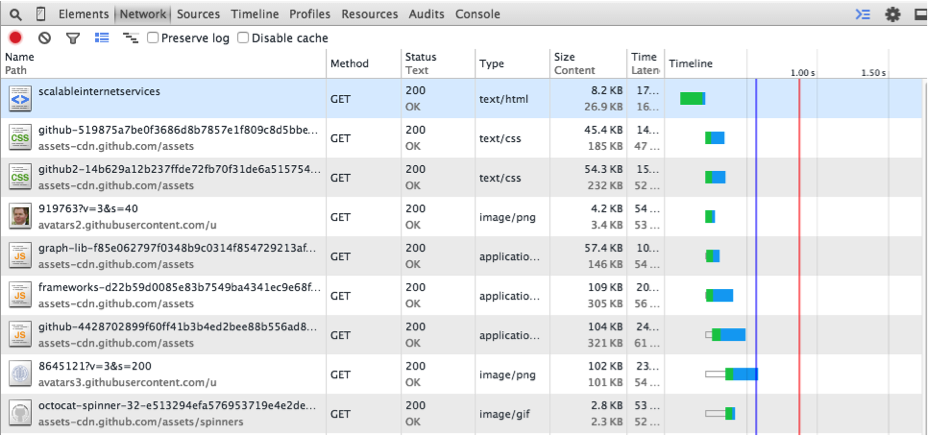 Elements Network Sources Timeline Profiles Resources Audits Console
Preserve log Disable cache
Name Path Method Status Text Type Size Content Time Laten Timeline 1.00 s 1.50 s
scalableinternetservices GET 200 OK text/html 8.2 KB 26.9 KB 17... 16...
CSS github-519875a7be0f3686d8b7857e1f809c8d5bbe... assets-cdn.github.com/assets GET 200 OK text/css 45.4 KB 185 KB 14... 47 ...
CSS github2-14b629a12b237ffde72fb70f31de6a515754... assets-cdn.github.com/assets GET 200 OK text/css 54.3 KB 232 KB 15... 52 ...
919763?v=3&s=40 avatars2.githubusercontent.com/u GET 200 OK image/png 4.2 KB 3.4 KB 54 ... 53 ...
JS graph-lib-f85e062797f0348b9c0314f854729213af... assets-cdn.github.com/assets GET 200 OK applicatio... 57.4 KB 146 KB 10... 54 ...
JS frameworks-d22b59d0085e83b7549ba4341ec9e68f... assets-cdn.github.com/assets GET 200 OK applicatio... 109 KB 305 KB 20... 56 ...
JS github-4428702899f60ff41b3b4ed2bee88b556ad8... assets-cdn.github.com/assets GET 200 OK applicatio... 104 KB 321 KB 24... 61 ...
8645121?v=3&s=200 avatars3.githubusercontent.com/u GET 200 OK image/png 102 KB 101 KB 23... 54 ...
octocat-spinner-32-e513294efa576953719e4e2de... assets-cdn.github.com/assets/spinners GET 200 OK image/gif 2.8 KB 2.3 KB 53 ... 52 ...